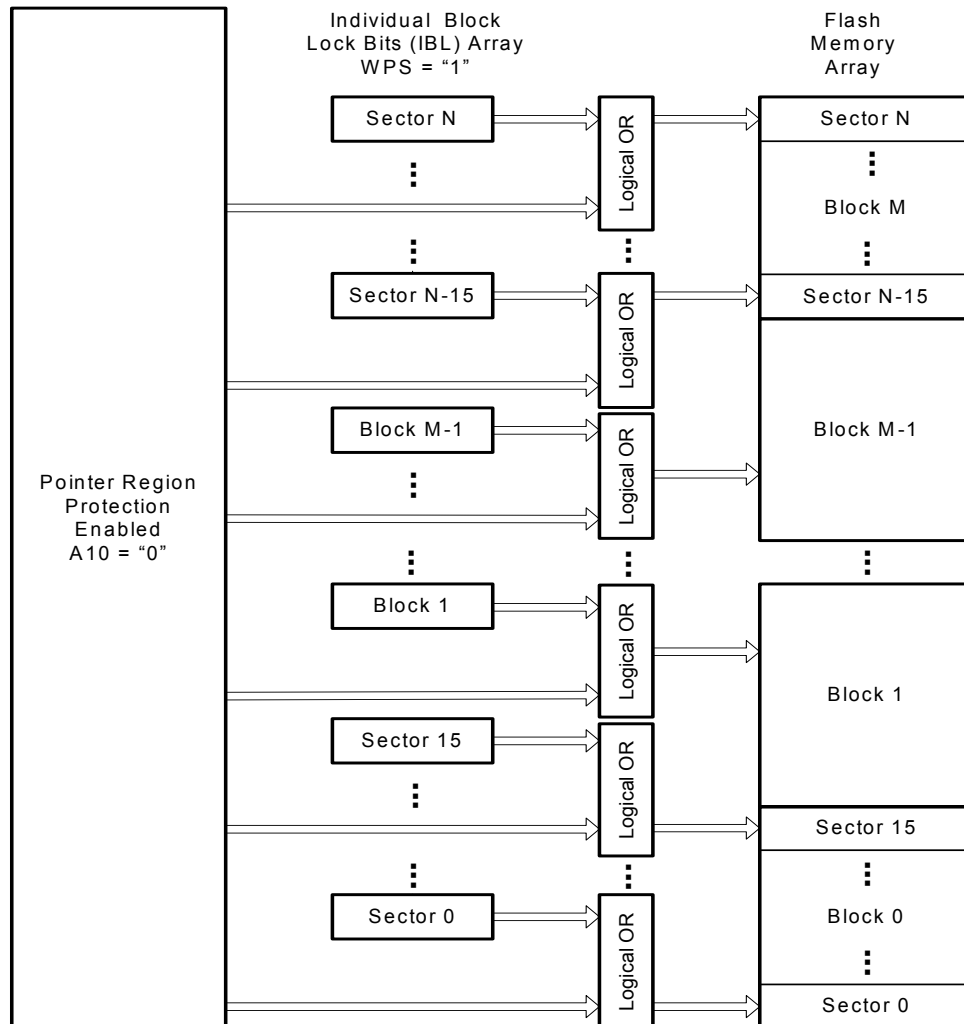 Individual Block
Lock Bits (IBL) Array
WPS = “1”
Flash
Memory
Array
Sector N
Logical OR
Sector N
Block M
Sector N-15
Logical OR
Sector N-15
Block M-1
Logical OR
Block M-1
Pointer Region
Protection
Enabled
A10 = “0”
Block 1
Logical OR
Block 1
Sector 15
Logical OR
Sector 15
Sector 0
Logical OR
Block 0
Sector 0